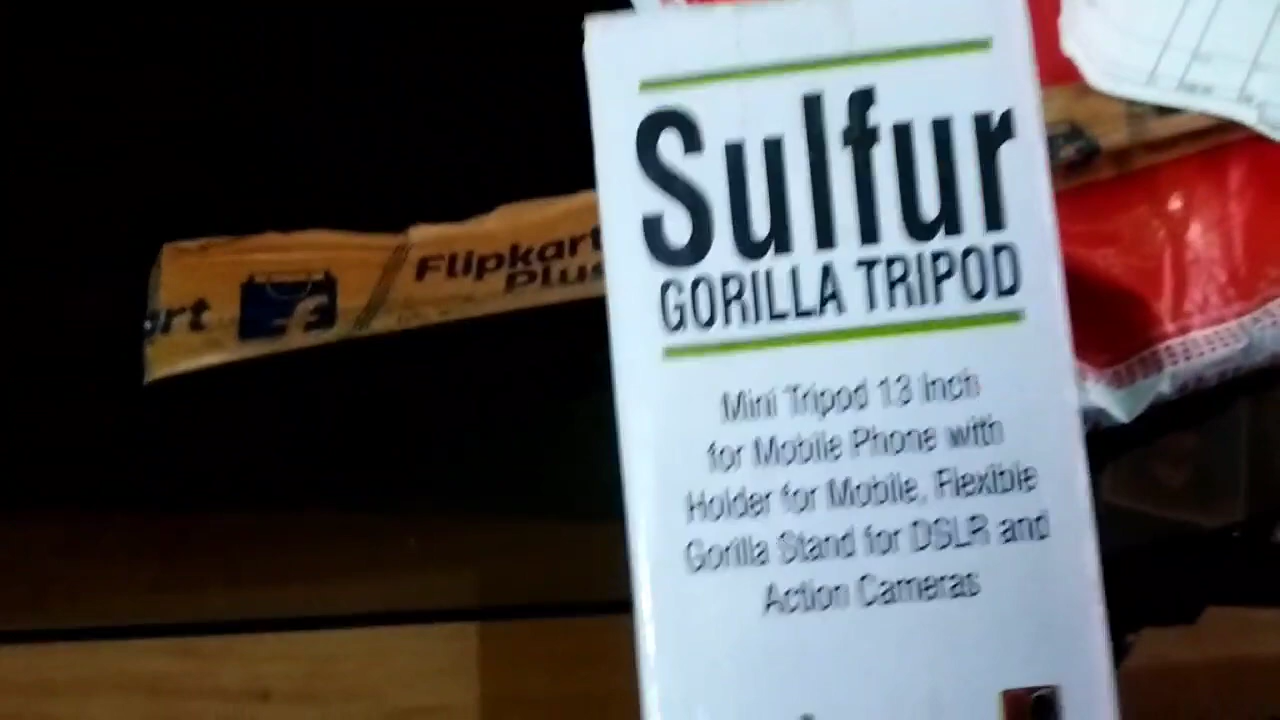 Sulfur
GORILLA TRIPOD
Mini Tripod 13 Inch
for Mobile Phone with
Holder for Mobile, Flexible
Gorilla Stand for DSLR and
Action Cameras
art
Flipkart
Plus